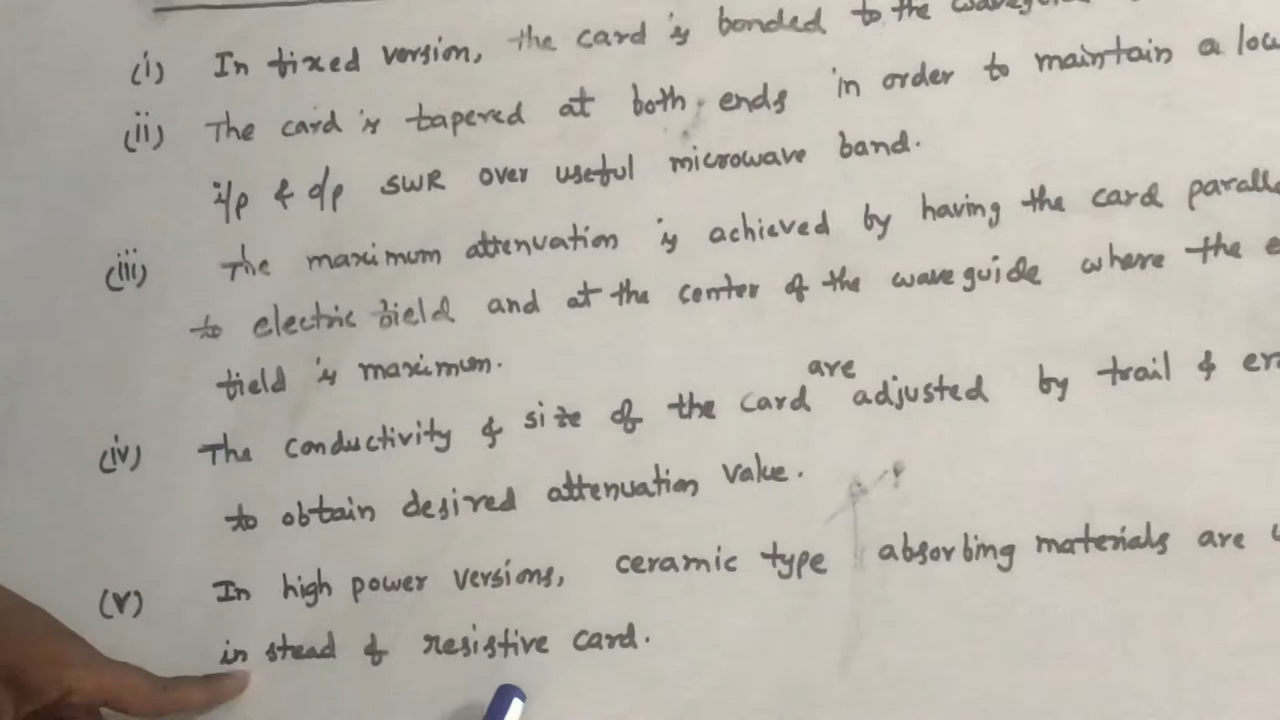 (i) In fixed version, the card is bonded to the
(ii) The card is tapered at both ends in order to maintain a low
i/p & o/p SWR over useful microwave band.
(iii) The maximum attenuation is achieved by having the card
to electric field and at the center of the waveguide where the
field is maximum.
are
(iv) The conductivity & size of the card adjusted by trail &
to obtain desired attenuation value.
(v) In high power versions, ceramic type absorbing materials are
in stead of resistive card.